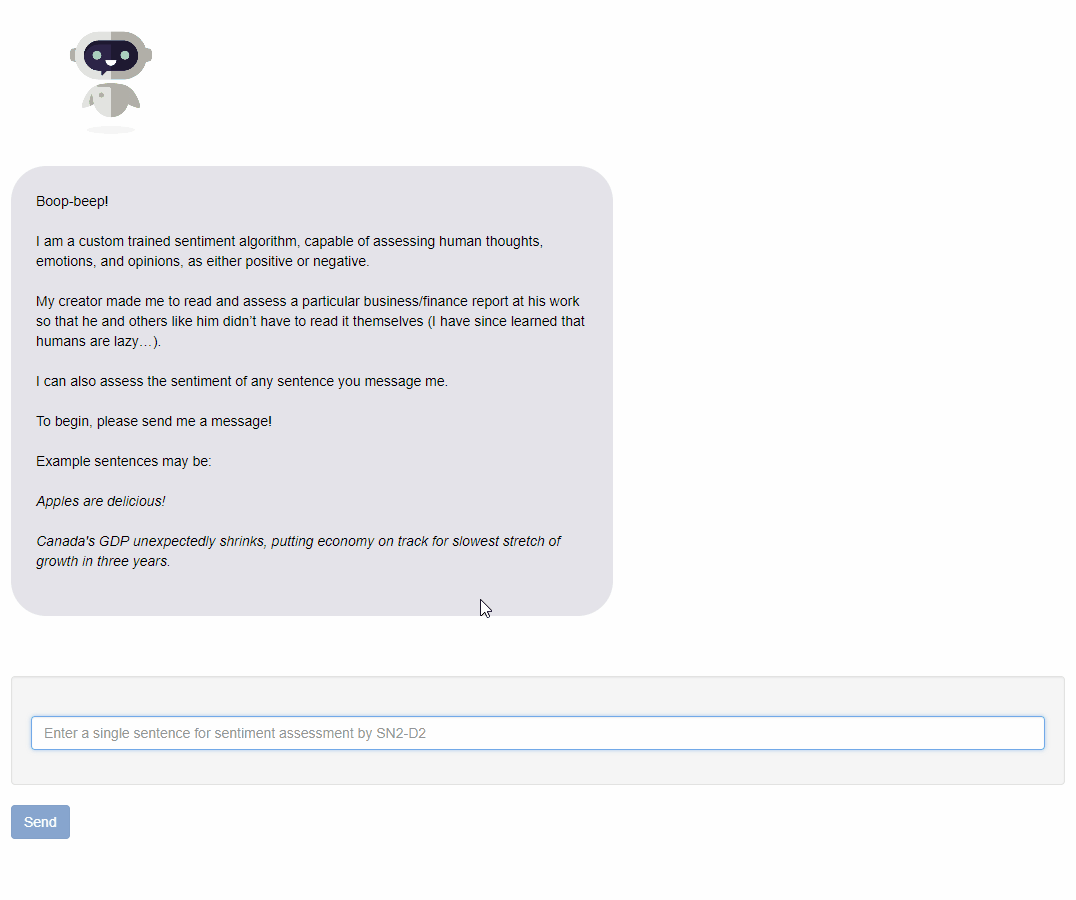 Boop-beep!
I am a custom trained sentiment algorithm, capable of assessing human thoughts,
emotions, and opinions, as either positive or negative.
My creator made me to read and assess a particular business/finance report at his work
so that he and others like him didn’t have to read it themselves (I have since learned that
humans are lazy…).
I can also assess the sentiment of any sentence you message me.
To begin, please send me a message!
Example sentences may be:
Apples are delicious!
Canada's GDP unexpectedly shrinks, putting economy on track for slowest stretch of
growth in three years.
Enter a single sentence for sentiment assessment by SN2-D2
Send